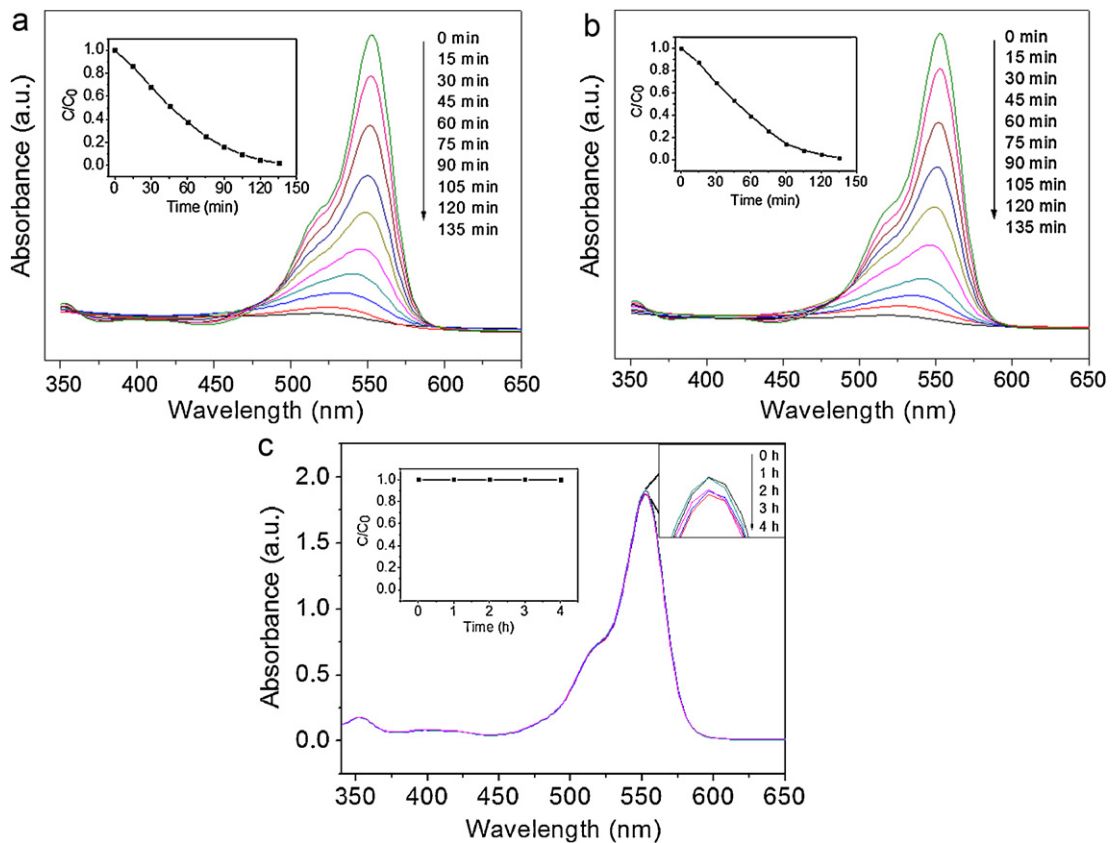 a
Absorbance (a.u.)
Wavelength (nm)
350 400 450 500 550 600 650
0 min
15 min
30 min
45 min
60 min
75 min
90 min
105 min
120 min
135 min
C/C0
1.0
0.8
0.6
0.4
0.2
0.0
0 30 60 90 120 150
Time (min)
b
Absorbance (a.u.)
Wavelength (nm)
350 400 450 500 550 600 650
0 min
15 min
30 min
45 min
60 min
75 min
90 min
105 min
120 min
135 min
C/C0
1.0
0.8
0.6
0.4
0.2
0.0
0 30 60 90 120 150
Time (min)
c
Absorbance (a.u.)
2.0
1.5
1.0
0.5
0.0
350 400 450 500 550 600 650
Wavelength (nm)
C/C0
1.0
0.8
0.6
0.4
0.2
0.0
0 1 2 3 4
Time (h)
0 h
1 h
2 h
3 h
4 h